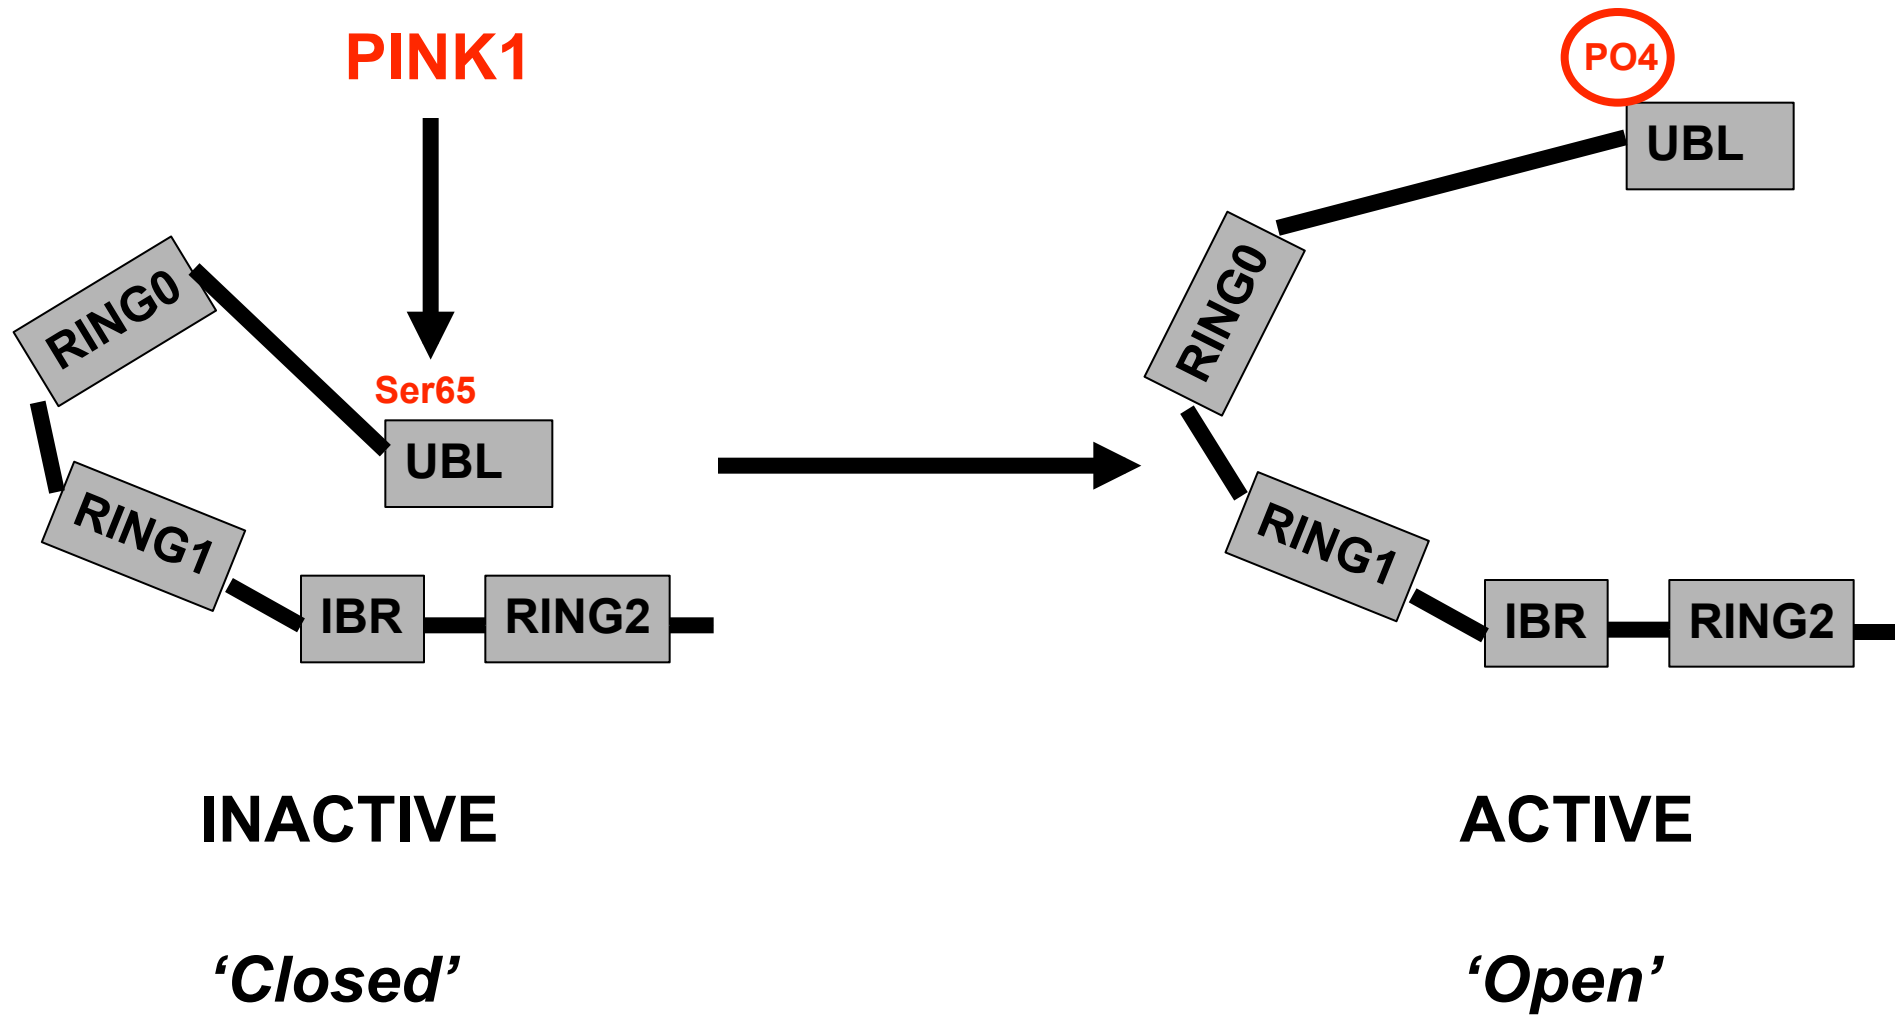 PINK1
Ser65
RING0
UBL
RING1
IBR
RING2
INACTIVE
‘Closed’
PO4
UBL
RING0
RING1
IBR
RING2
ACTIVE
‘Open’